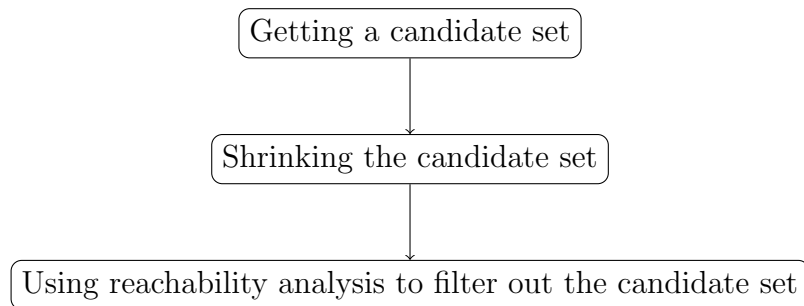 Getting a candidate set
Shrinking the candidate set
Using reachability analysis to filter out the candidate set